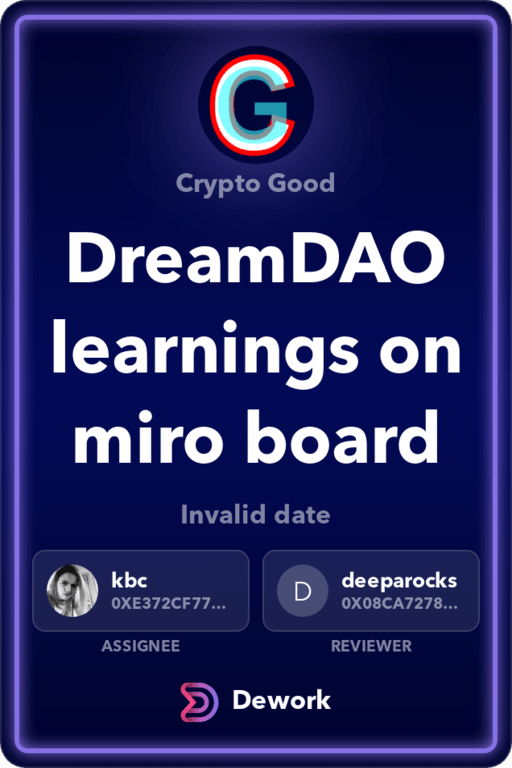 Crypto Good
DreamDAO
learnings on
miro board
Invalid date
kbc
0XE372CF77...
ASSIGNEE
D
deeparocks
0X08CA7278...
REVIEWER
Dework